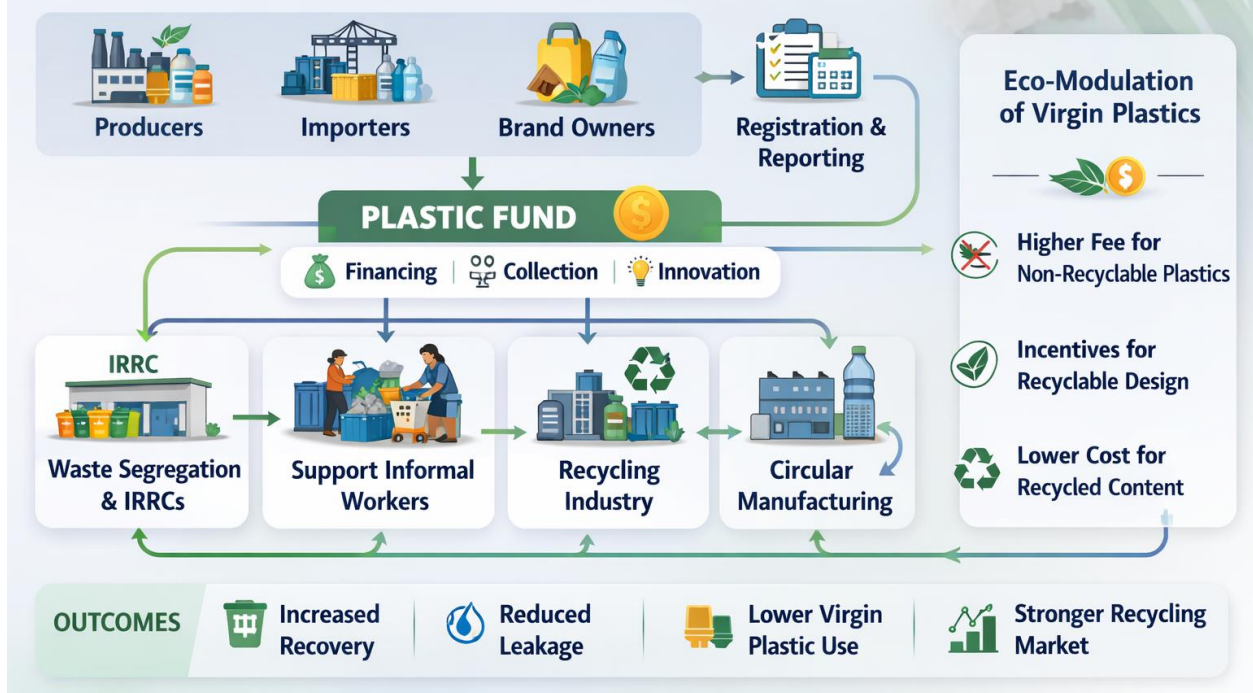 Producers
Importers
Brand Owners
Registration &
Reporting
PLASTIC FUND
$
$ Financing
Collection
Innovation
IRRC
Waste Segregation
& IRRCs
Support Informal
Workers
Recycling
Industry
Circular
Manufacturing
Eco-Modulation
of Virgin Plastics
$
Higher Fee for
Non-Recyclable Plastics
Incentives for
Recyclable Design
Lower Cost for
Recycled Content
OUTCOMES
Increased
Recovery
Reduced
Leakage
Lower Virgin
Plastic Use
Stronger Recycling
Market